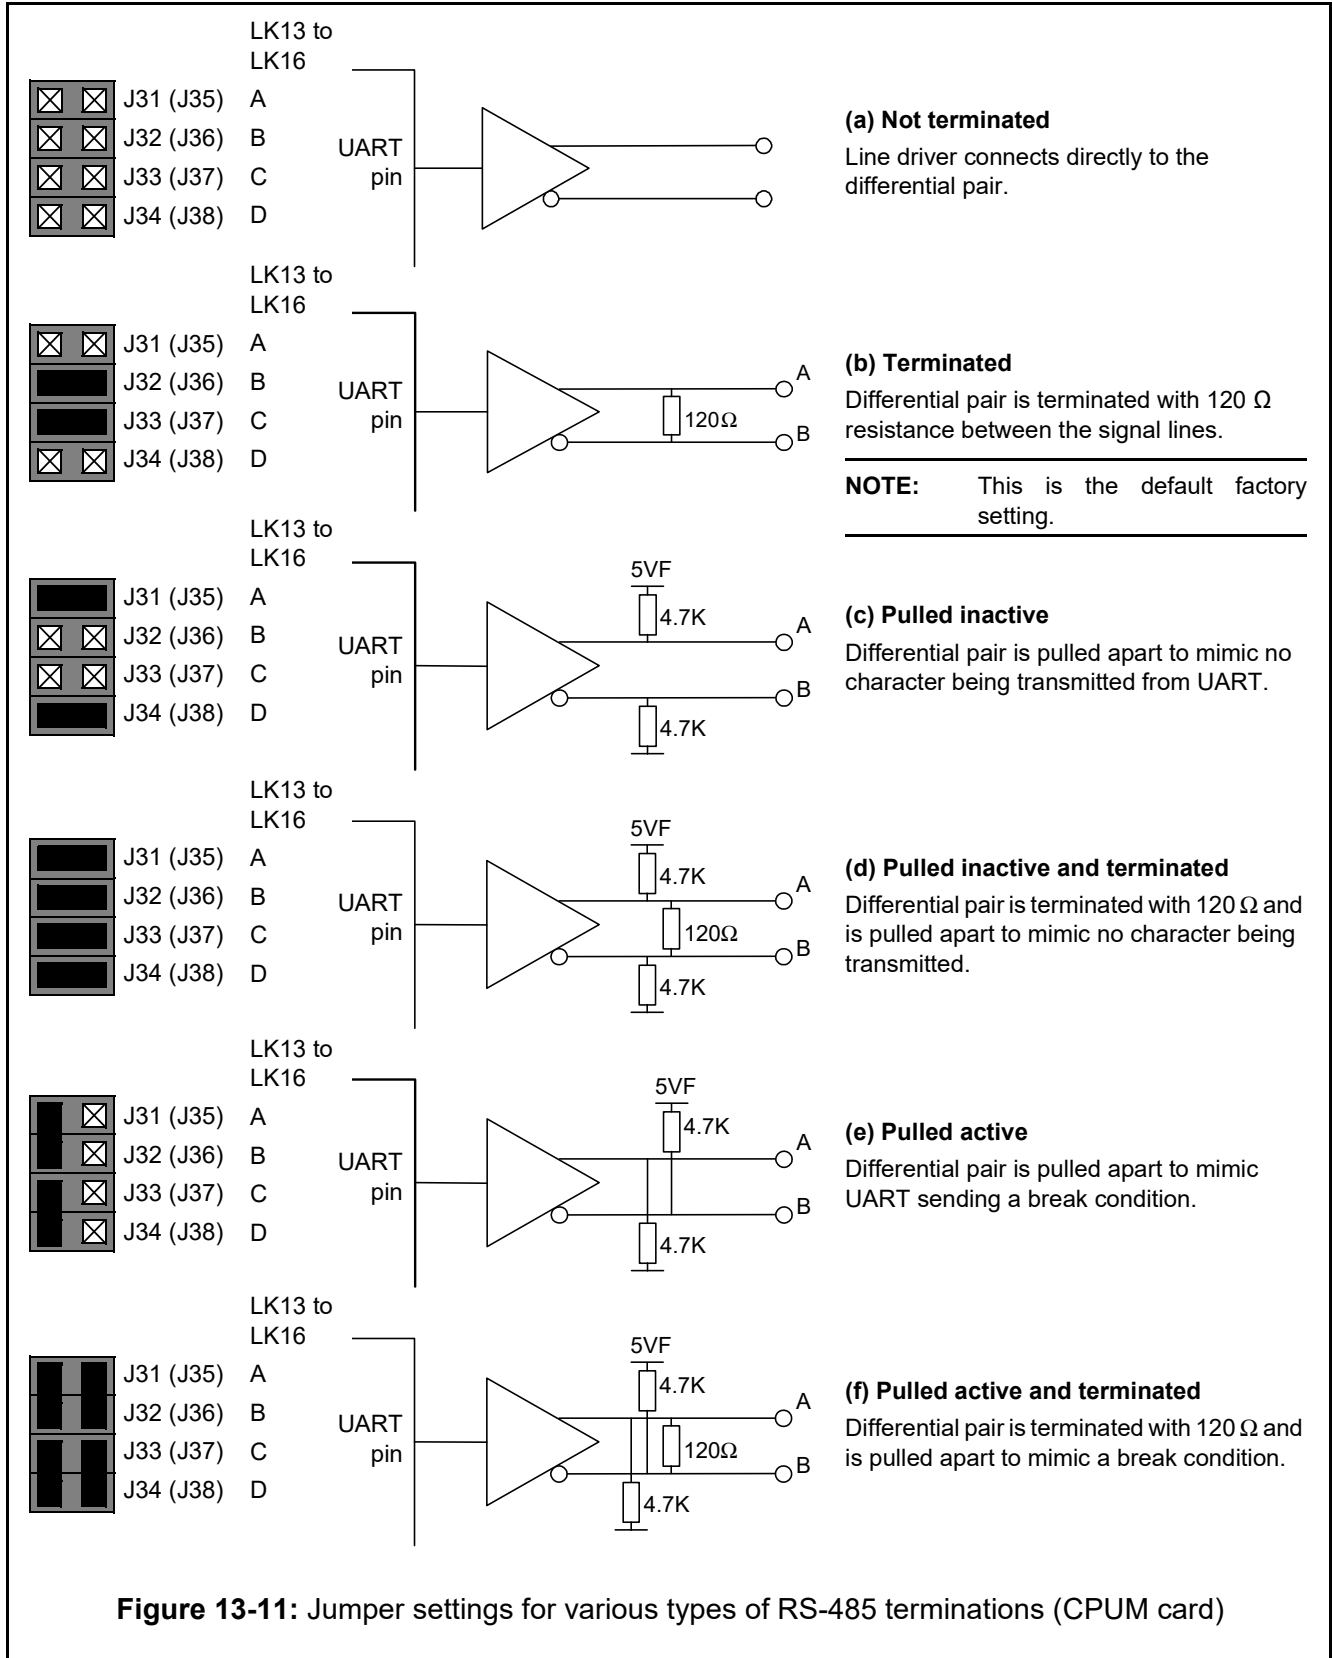 LK13 to
LK16
J31 (J35) A
J32 (J36) B
J33 (J37) C
J34 (J38) D
UART
pin
(a) Not terminated
Line driver connects directly to the
differential pair.
LK13 to
LK16
J31 (J35) A
J32 (J36) B
J33 (J37) C
J34 (J38) D
UART
pin
120Ω
A
B
(b) Terminated
Differential pair is terminated with 120 Ω
resistance between the signal lines.
NOTE: This is the default factory
setting.
LK13 to
LK16
J31 (J35) A
J32 (J36) B
J33 (J37) C
J34 (J38) D
UART
pin
5VF
4.7K
A
B
4.7K
(c) Pulled inactive
Differential pair is pulled apart to mimic no
character being transmitted from UART.
LK13 to
LK16
J31 (J35) A
J32 (J36) B
J33 (J37) C
J34 (J38) D
UART
pin
5VF
4.7K
A
120Ω
B
4.7K
(d) Pulled inactive and terminated
Differential pair is terminated with 120 Ω and
is pulled apart to mimic no character being
transmitted.
LK13 to
LK16
J31 (J35) A
J32 (J36) B
J33 (J37) C
J34 (J38) D
UART
pin
5VF
4.7K
A
B
4.7K
(e) Pulled active
Differential pair is pulled apart to mimic
UART sending a break condition.
LK13 to
LK16
J31 (J35) A
J32 (J36) B
J33 (J37) C
J34 (J38) D
UART
pin
5VF
4.7K
A
120Ω
B
4.7K
(f) Pulled active and terminated
Differential pair is terminated with 120 Ω and
is pulled apart to mimic a break condition.
Figure 13-11: Jumper settings for various types of RS-485 terminations (CPUM card)